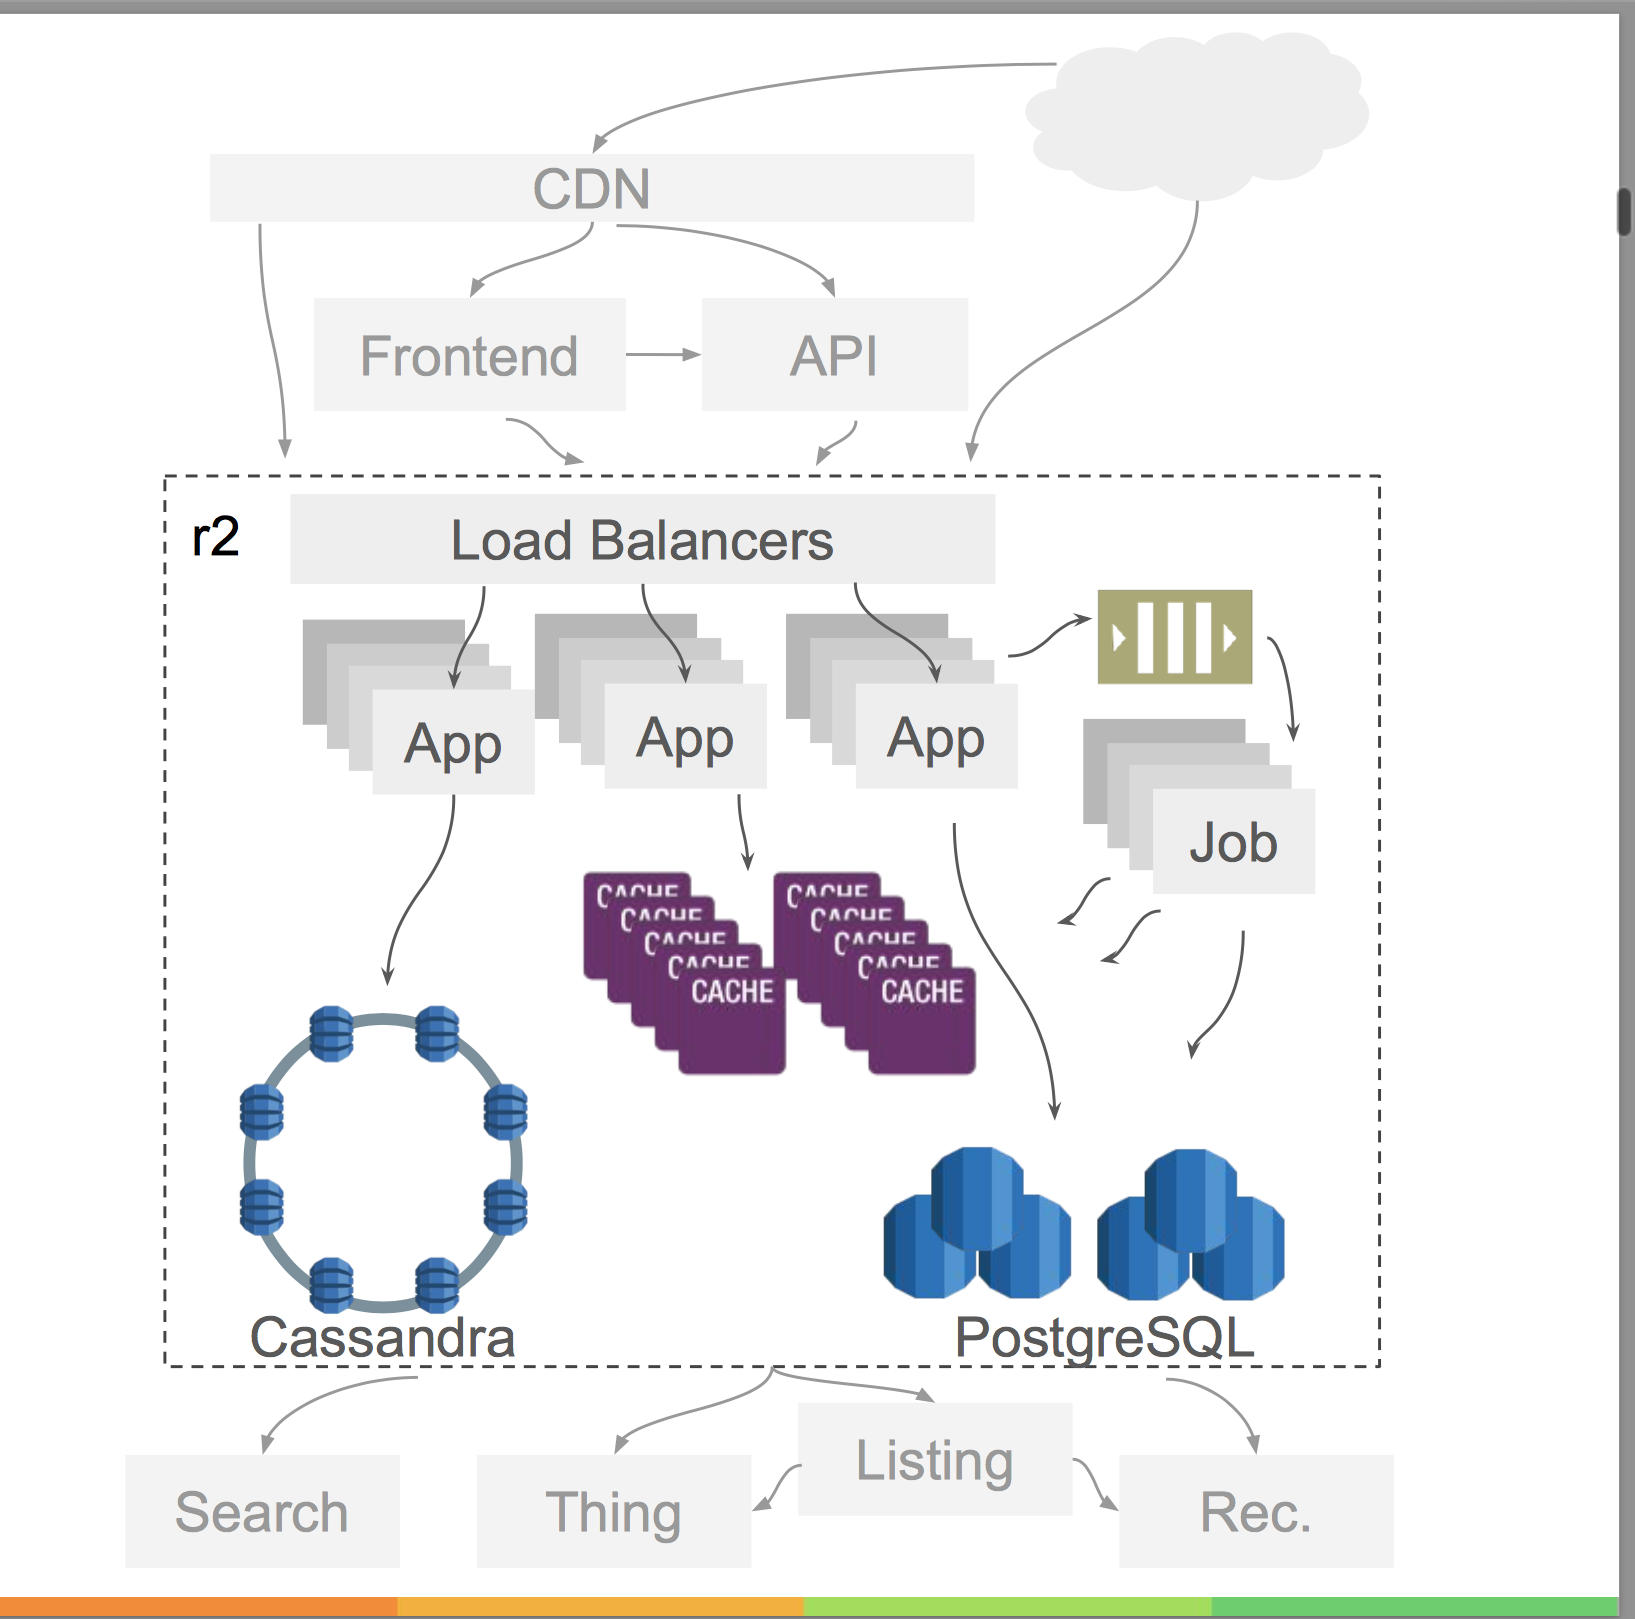 CDN
Frontend
API
r2
Load Balancers
App
App
App
Job
CACHE
CACHE
CACHE
CACHE
CACHE
CACHE
CACHE
CACHE
CACHE
CACHE
Cassandra
PostgreSQL
Listing
Search
Thing
Rec.